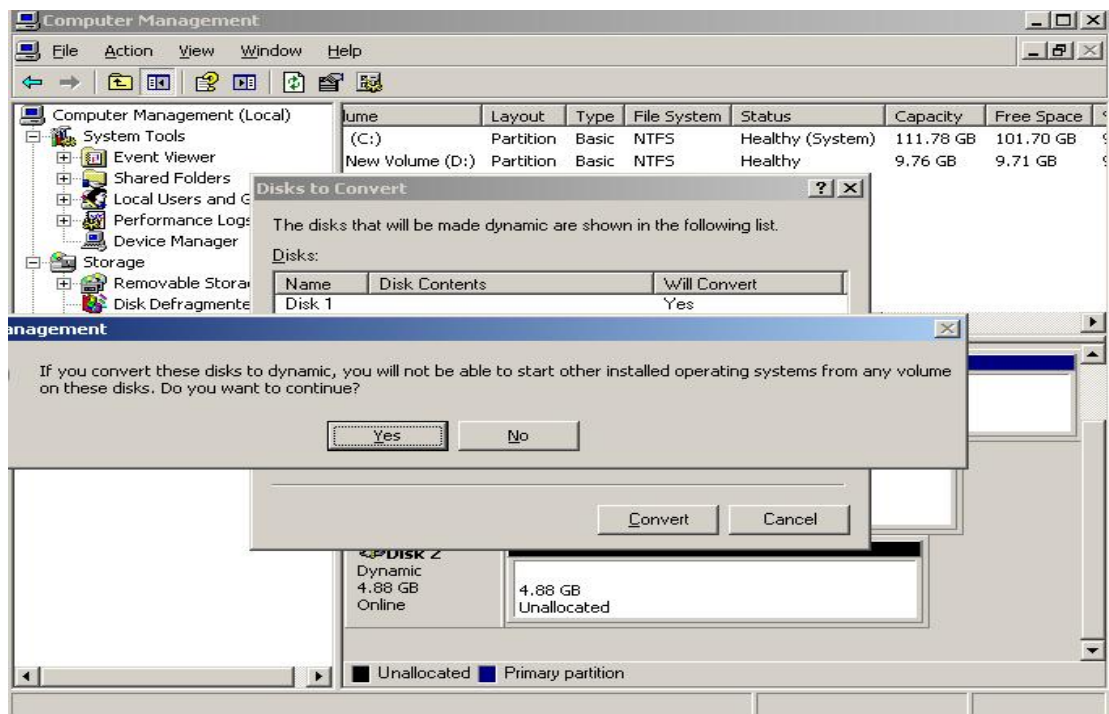 Computer Management
File Action View Window Help
Computer Management (Local)
System Tools
Event Viewer
Shared Folders
Local Users and G
Performance Logs
Device Manager
Storage
Removable Stora
Disk Defragmente
lume Layout Type File System Status Capacity Free Space
(C:) Partition Basic NTFS Healthy (System) 111.78 GB 101.70 GB
New Volume (D:) Partition Basic NTFS Healthy 9.76 GB 9.71 GB
Disks to Convert
The disks that will be made dynamic are shown in the following list.
Disks:
Name Disk Contents Will Convert
Disk 1 Yes
anagement
If you convert these disks to dynamic, you will not be able to start other installed operating systems from any volume
on these disks. Do you want to continue?
Yes No
Convert Cancel
Disk 2
Dynamic
4.88 GB
Online
4.88 GB
Unallocated
Unallocated Primary partition